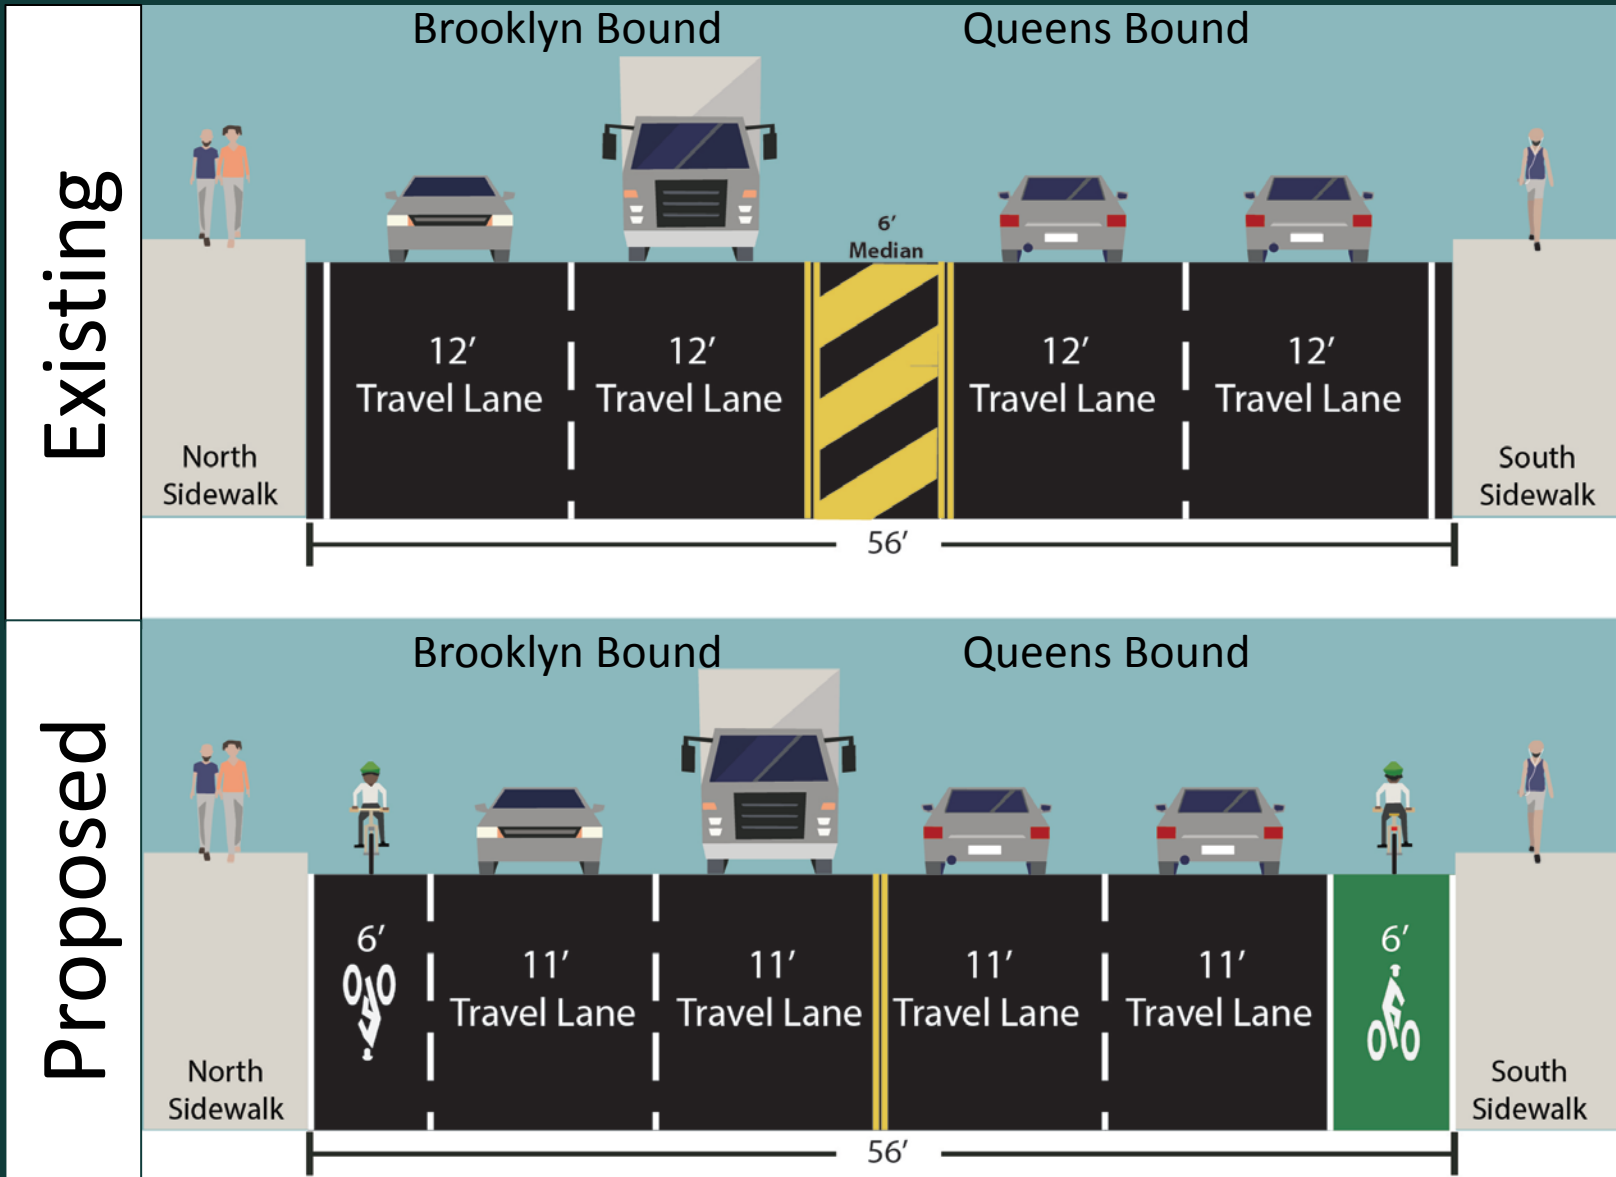 Existing
Brooklyn Bound
Queens Bound
6’
Median
12’
Travel Lane
12’
Travel Lane
12’
Travel Lane
12’
Travel Lane
North
Sidewalk
South
Sidewalk
56’
Proposed
Brooklyn Bound
Queens Bound
6’
11’
Travel Lane
11’
Travel Lane
11’
Travel Lane
11’
Travel Lane
6’
North
Sidewalk
South
Sidewalk
56’